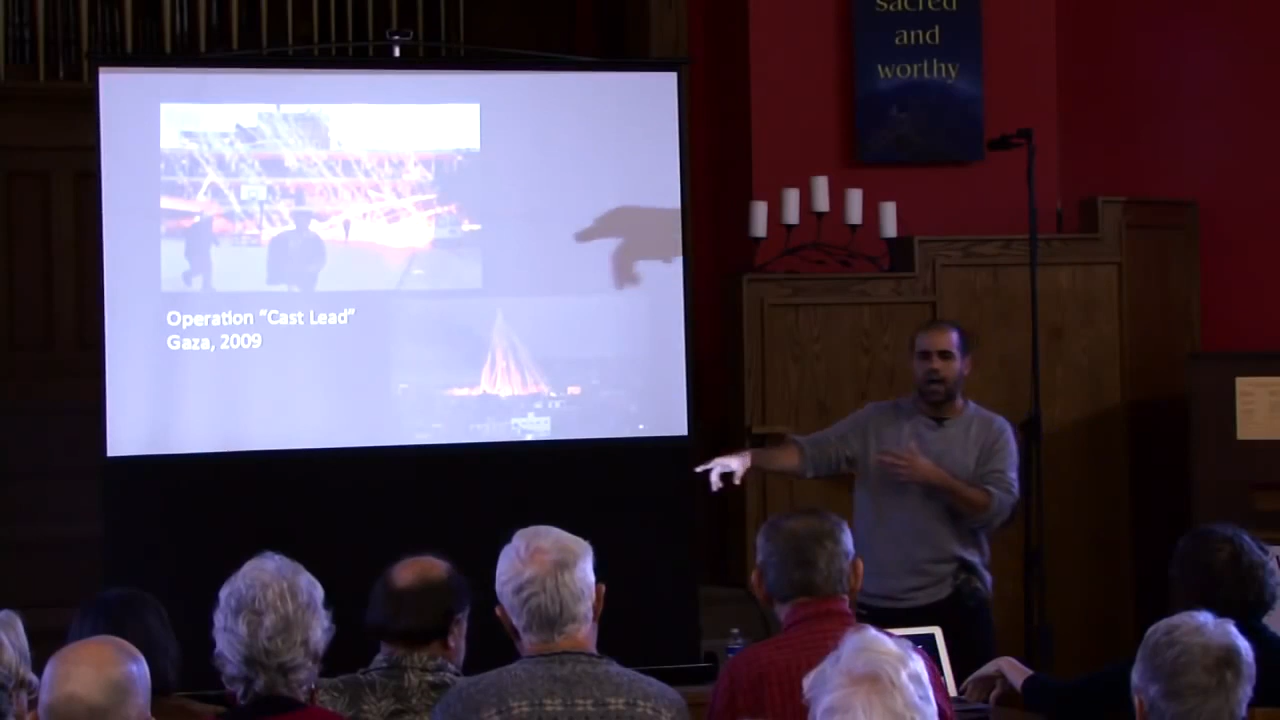 sacred
and
worthy
Operation “Cast Lead”
Gaza, 2009